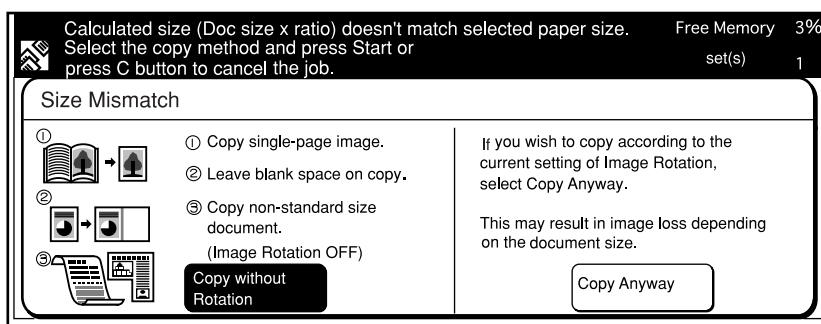 Calculated size (Doc size x ratio) doesn't match selected paper size.
Select the copy method and press Start or
press C button to cancel the job.
Free Memory 3%
set(s) 1
Size Mismatch
①
① Copy single-page image.
② Leave blank space on copy.
②
③ Copy non-standard size
document.
(Image Rotation OFF)
③
Copy without
Rotation
If you wish to copy according to the
current setting of Image Rotation,
select Copy Anyway.
This may result in image loss depending
on the document size.
Copy Anyway